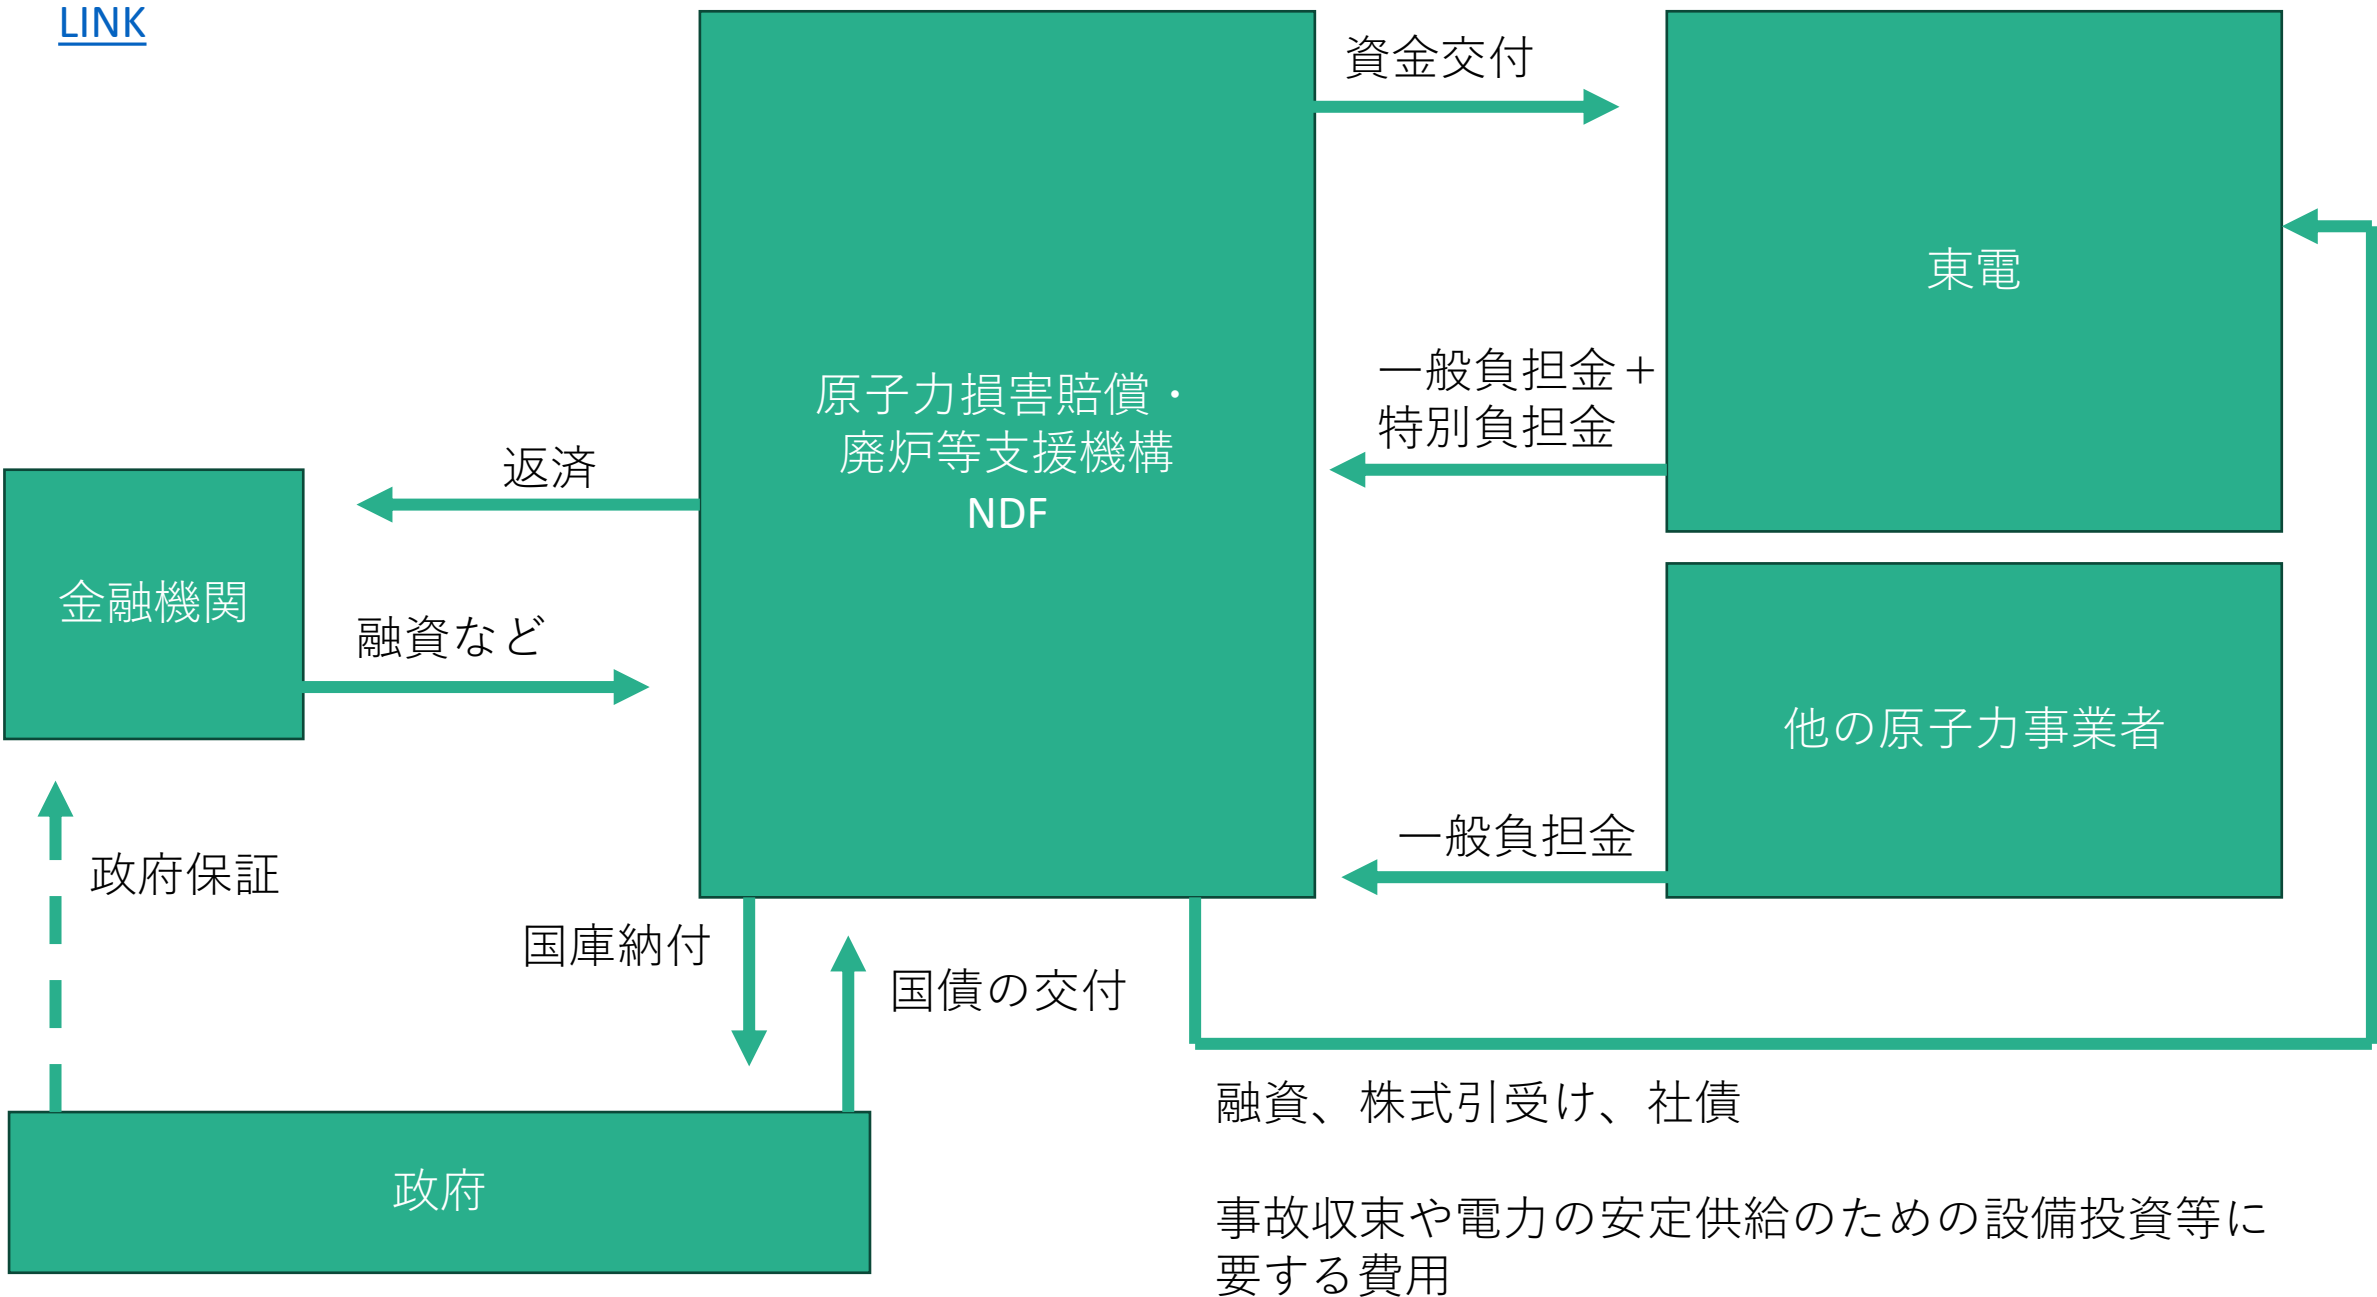 LINK
資金交付
東電
一般負担金＋
特別負担金
原子力損害賠償・
廃炉等支援機構
NDF
返済
金融機関
融資など
他の原子力事業者
一般負担金
政府保証
国庫納付
国債の交付
融資、株式引受け、社債
政府
事故収束や電力の安定供給のための設備投資等に
要する費用